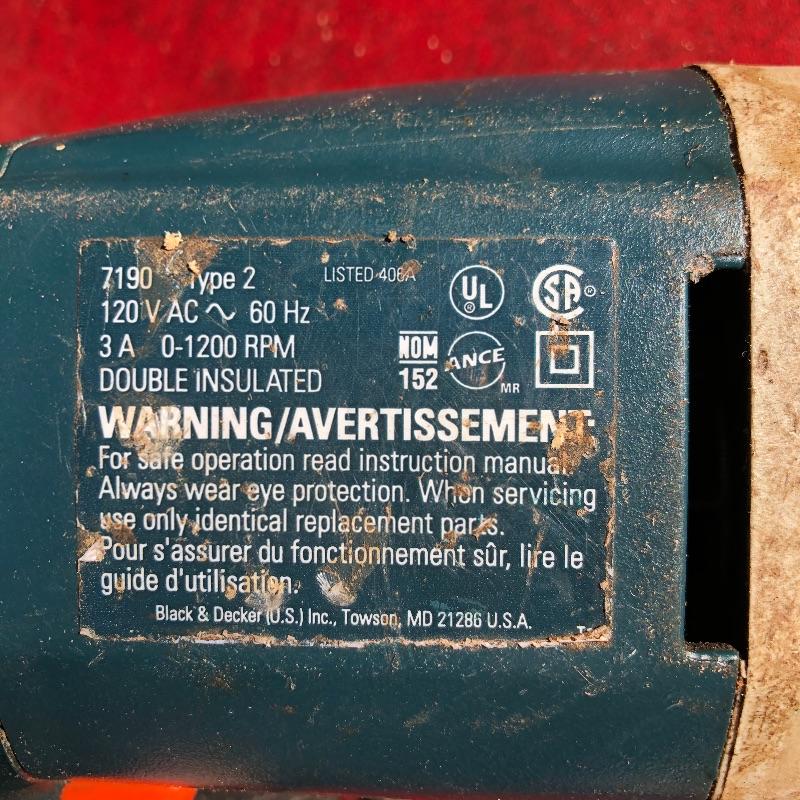 7190 Type 2 LISTED 406A UL ® SA ®
120 V AC ~ 60 Hz
3 A 0-1200 RPM NOM ANCE
DOUBLE INSULATED 152 MR
WARNING/AVERTISSEMENT:
For safe operation read instruction manual.
Always wear eye protection. When servicing
use only identical replacement parts.
Pour s'assurer du fonctionnement sûr, lire le
guide d'utilisation.
Black & Decker (U.S.) Inc., Towson, MD 21286 U.S.A.